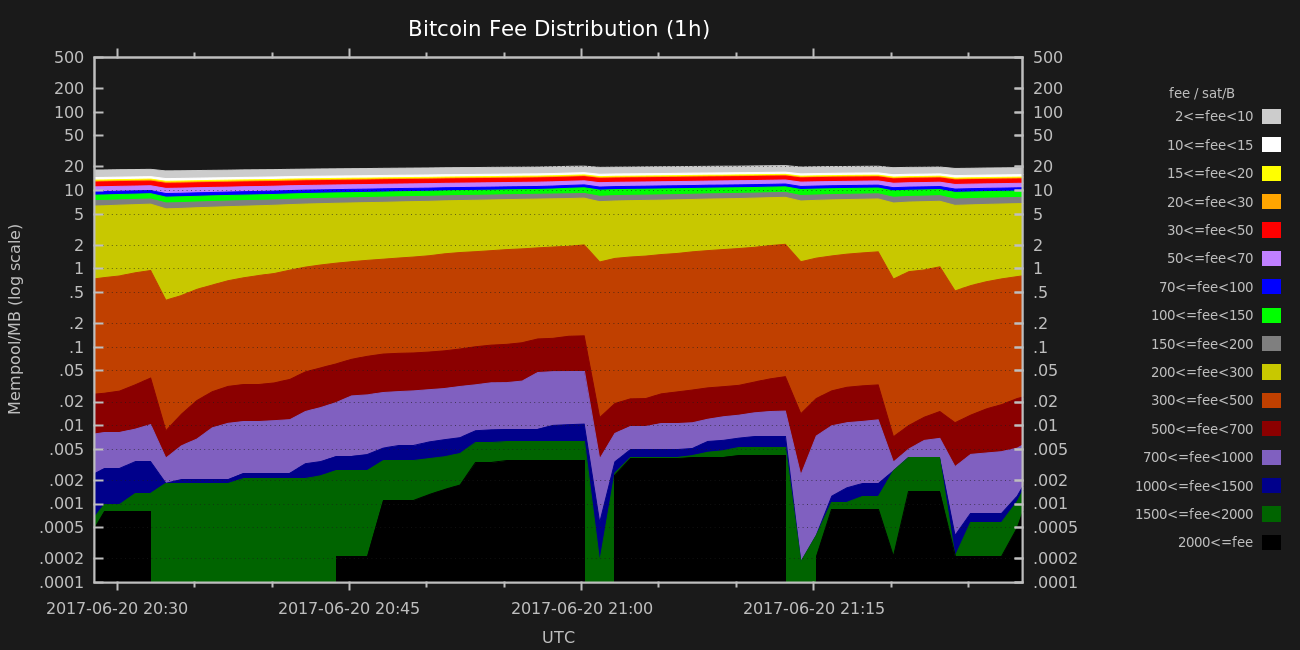 Bitcoin Fee Distribution (1h)
Mempool/MB (log scale)
500
200
100
50
20
10
5
2
1
.5
.2
.1
.05
.02
.01
.005
.002
.001
.0005
.0002
.0001
500
200
100
50
20
10
5
2
1
.5
.2
.1
.05
.02
.01
.005
.002
.001
.0005
.0002
.0001
2017-06-20 20:30 2017-06-20 20:45 2017-06-20 21:00 2017-06-20 21:15
UTC
fee / sat/B
2<=fee<10
10<=fee<15
15<=fee<20
20<=fee<30
30<=fee<50
50<=fee<70
70<=fee<100
100<=fee<150
150<=fee<200
200<=fee<300
300<=fee<500
500<=fee<700
700<=fee<1000
1000<=fee<1500
1500<=fee<2000
2000<=fee